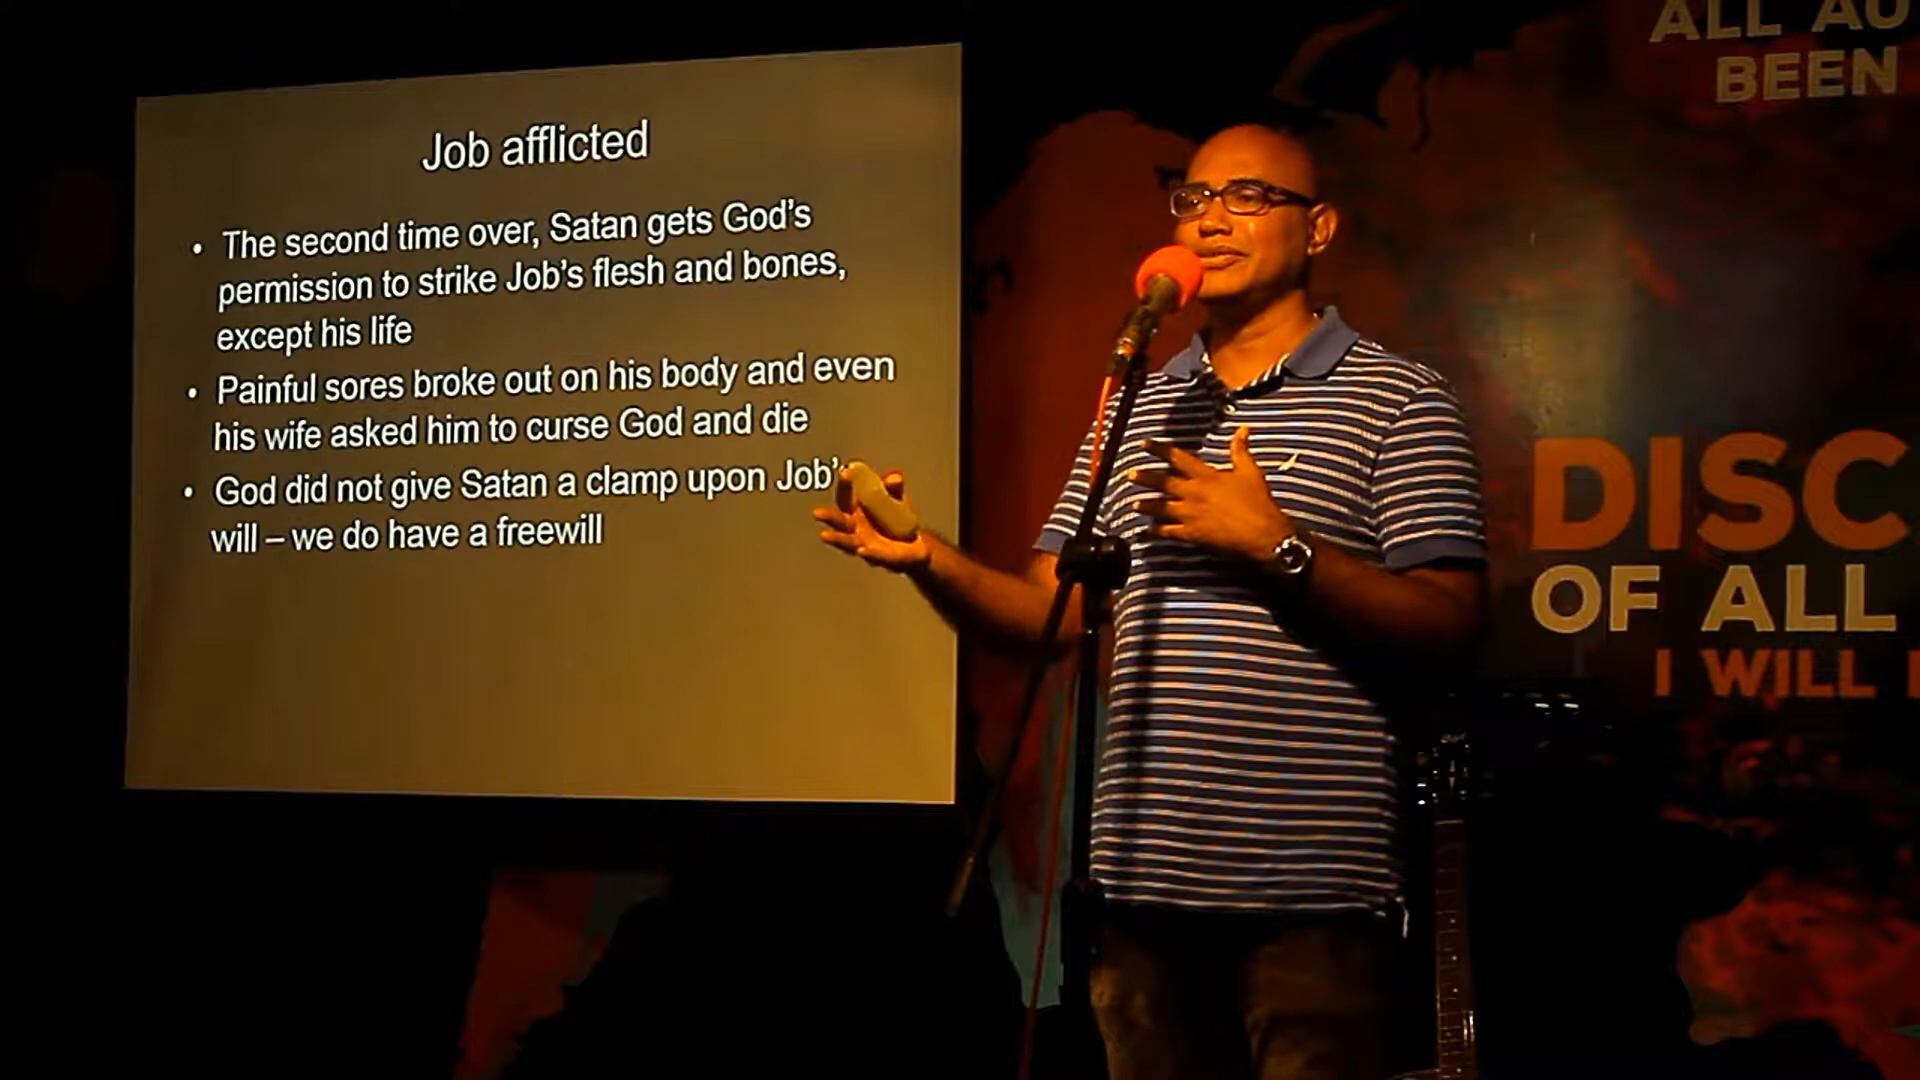 Job afflicted
• The second time over, Satan gets God's
permission to strike Job's flesh and bones,
except his life
• Painful sores broke out on his body and even
his wife asked him to curse God and die
• God did not give Satan a clamp upon Job'
will – we do have a freewill
ALL AU
BEEN
DISC
OF ALL
I WILL